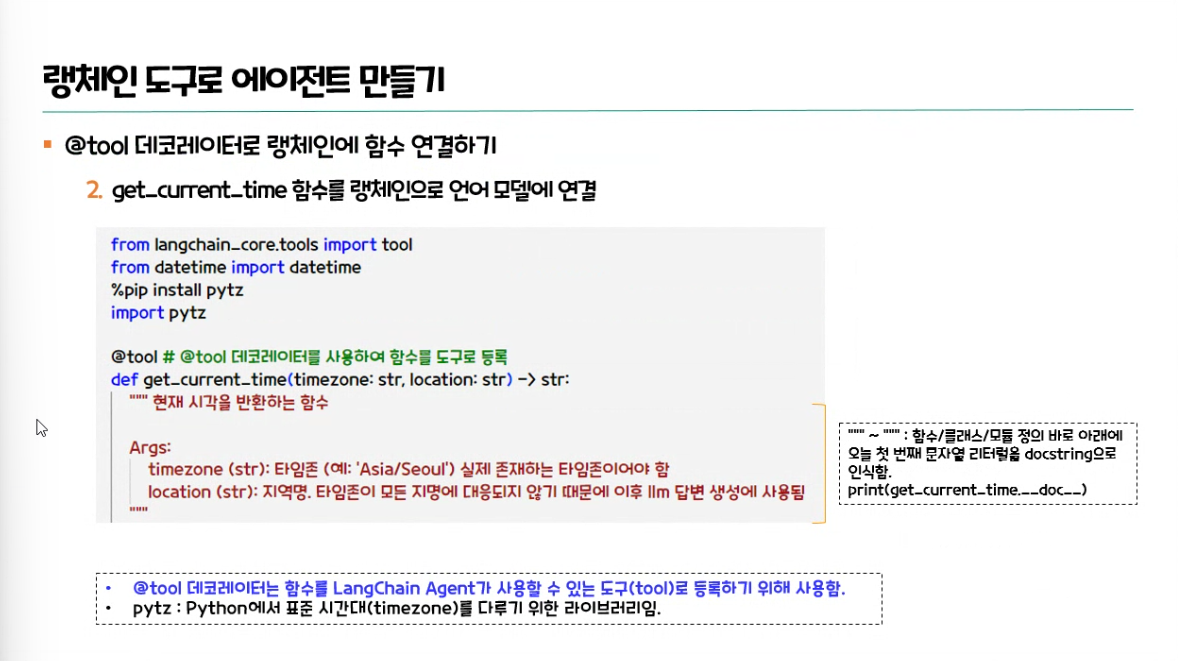 랭체인 도구로 에이전트 만들기
@tool 데코레이터로 랭체인에 함수 연결하기
2. get_current_time 함수를 랭체인으로 언어 모델에 연결
from langchain_core.tools import tool
from datetime import datetime
%pip install pytz
import pytz
@tool # @tool 데코레이터를 사용하여 함수를 도구로 등록
def get_current_time(timezone: str, location: str) -> str:
""" 현재 시각을 반환하는 함수
Args:
timezone (str): 타임존 (예: 'Asia/Seoul') 실제 존재하는 타임존이어야 함
location (str): 지역명. 타임존이 모든 지명에 대응되지 않기 때문에 이후 llm 답변 생성에 사용됨
"""
""" ~ """ : 함수/클래스/모듈 정의 바로 아래에
오늘 첫 번째 문자열 리터럴을 docstring으로
인식함.
print(get_current_time.__doc__)
• @tool 데코레이터는 함수를 LangChain Agent가 사용할 수 있는 도구(tool)로 등록하기 위해 사용함.
• pytz : Python에서 표준 시간대(timezone)를 다루기 위한 라이브러리임.